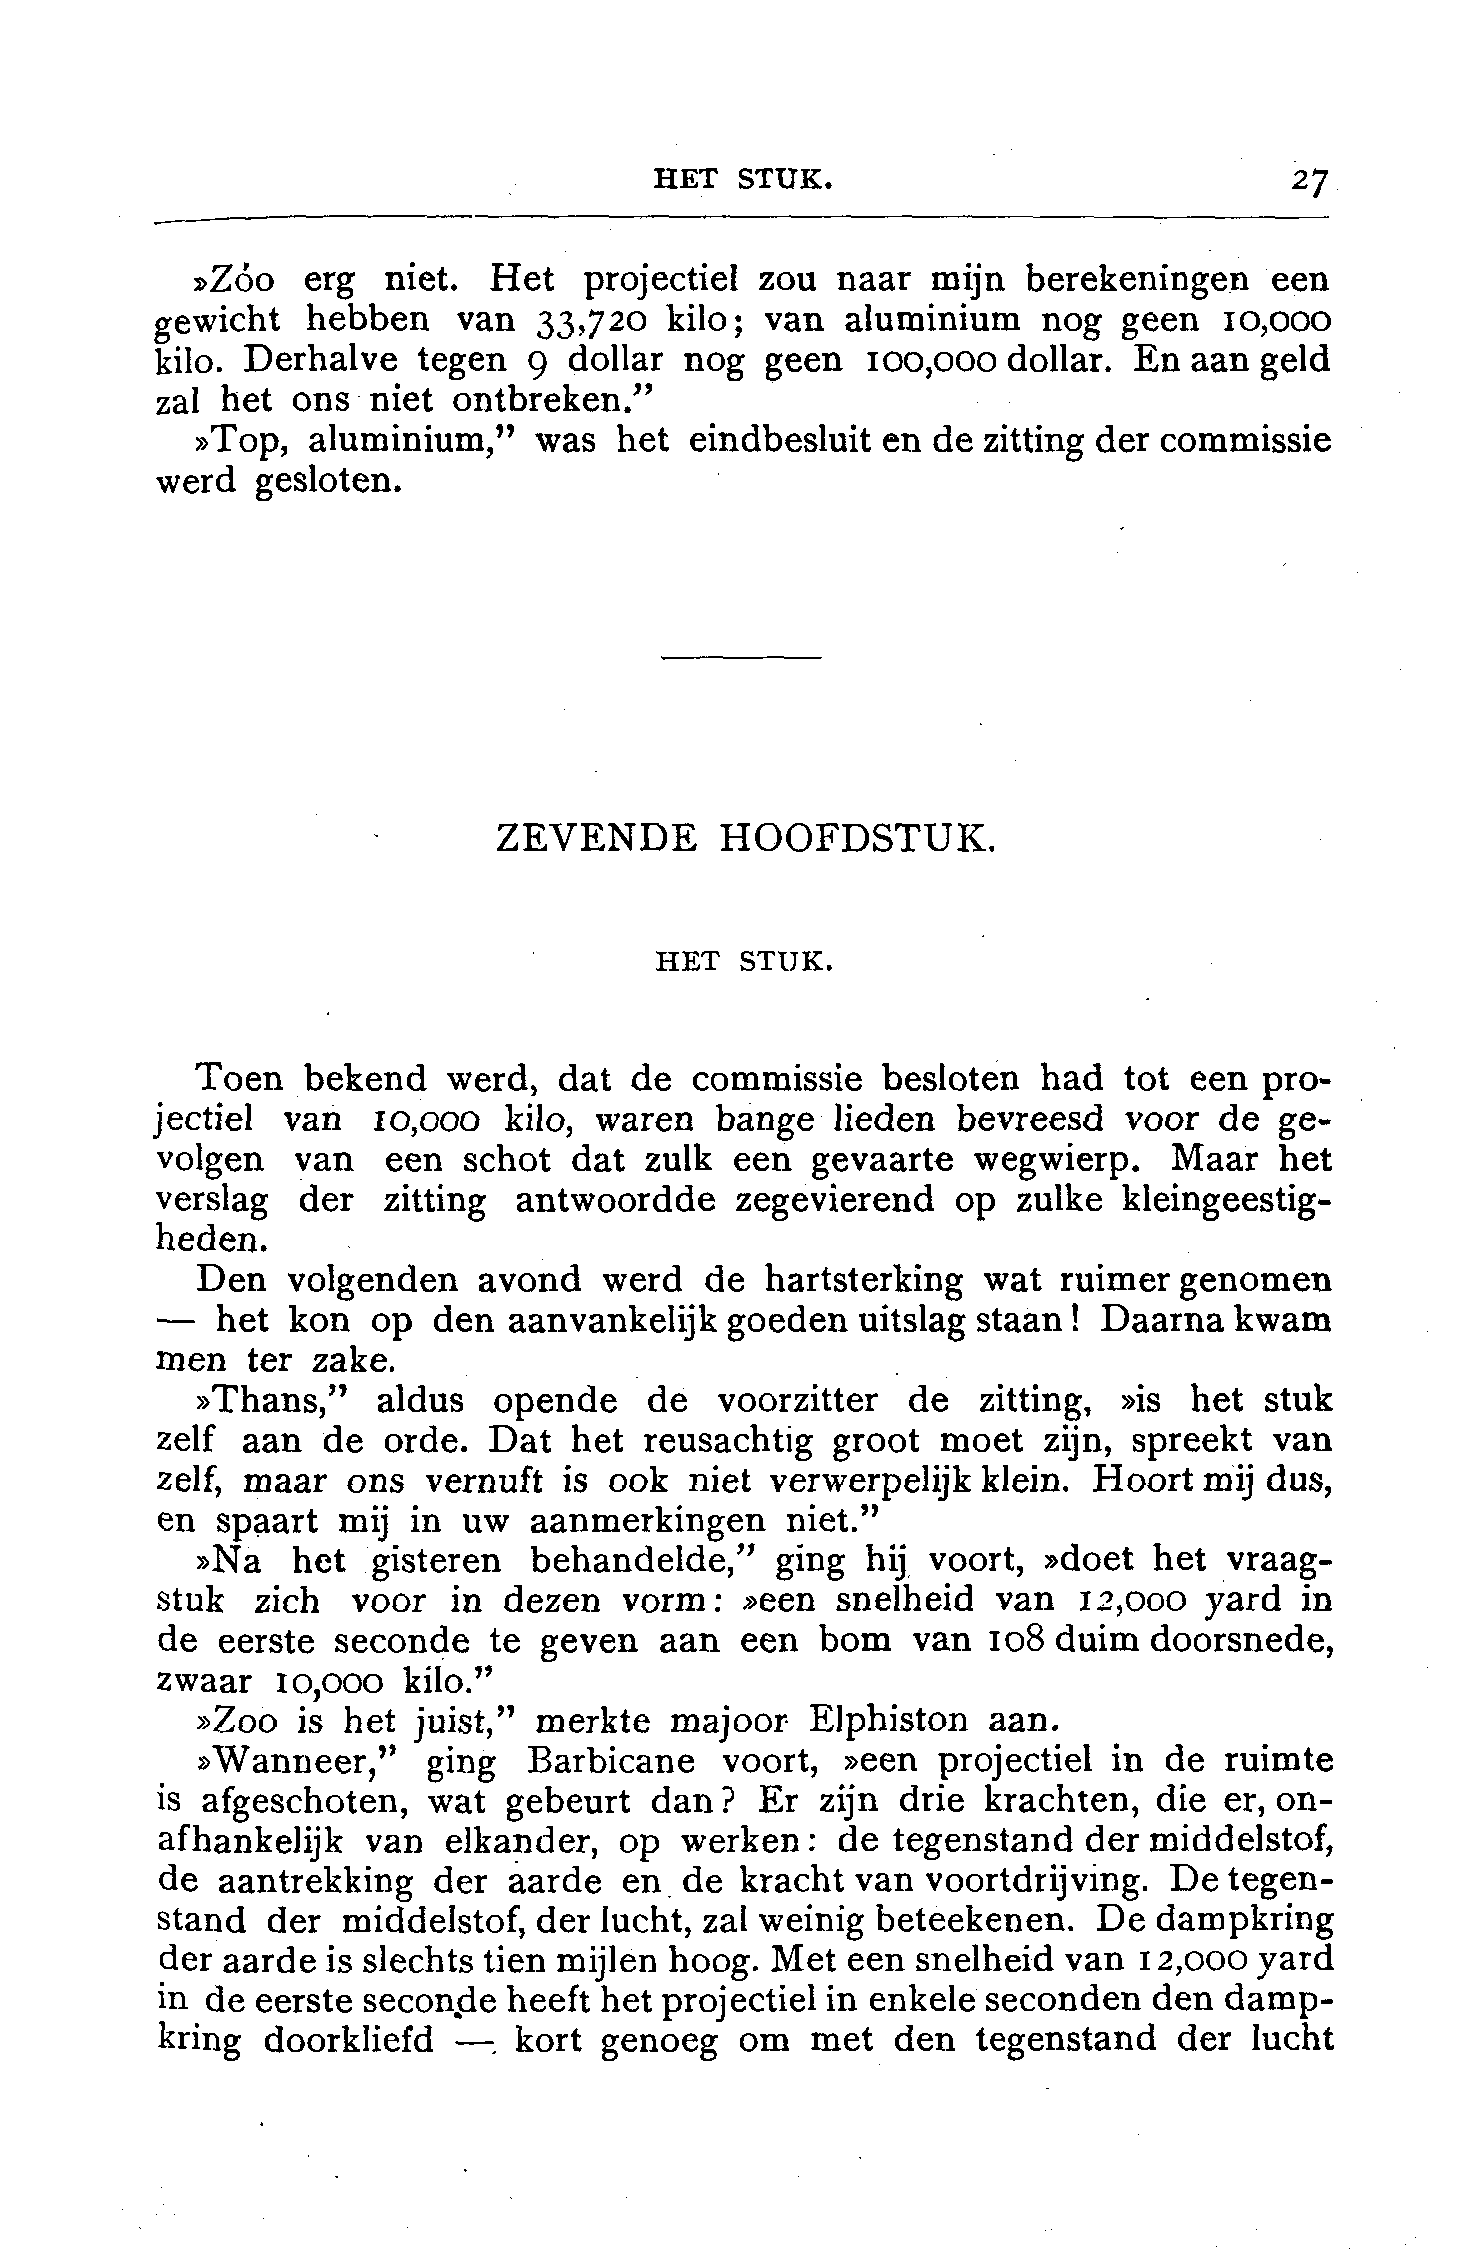 HET STUK. 27
»Zóo erg niet. Het projectiel zou naar mijn berekeningen een
gewicht hebben van 33,720 kilo; van aluminium nog geen 10,000
kilo. Derhalve tegen 9 dollar nog geen 100,000 dollar. En aan geld
zal het ons niet ontbreken.”
»Top, aluminium,” was het eindbesluit en de zitting der commissie
werd gesloten.
ZEVENDE HOOFDSTUK.
HET STUK.
Toen bekend werd, dat de commissie besloten had tot een pro-
jectiel van 10,000 kilo, waren bange lieden bevreesd voor de ge-
volgen van een schot dat zulk een gevaarte wegwierp. Maar het
verslag der zitting antwoordde zegevierend op zulke kleingeestig-
heden.
Den volgenden avond werd de hartsterking wat ruimer genomen
— het kon op den aanvankelijk goeden uitslag staan! Daarna kwam
men ter zake.
»Thans,” aldus opende de voorzitter de zitting, »is het stuk
zelf aan de orde. Dat het reusachtig groot moet zijn, spreekt van
zelf, maar ons vernuft is ook niet verwerpelijk klein. Hoort mij dus,
en spaart mij in uw aanmerkingen niet.”
»Na het gisteren behandelde,” ging hij voort, »doet het vraag-
stuk zich voor in dezen vorm: »een snelheid van 12,000 yard in
de eerste seconde te geven aan een bom van 108 duim doorsnede,
zwaar 10,000 kilo.”
»Zoo is het juist,” merkte majoor Elphiston aan.
»Wanneer,” ging Barbicane voort, »een projectiel in de ruimte
is afgeschoten, wat gebeurt dan? Er zijn drie krachten, die er, on-
afhankelijk van elkander, op werken: de tegenstand der middelstof,
de aantrekking der aarde en de kracht van voortdrijving. De tegen-
stand der middelstof, der lucht, zal weinig beteekenen. De dampkring
der aarde is slechts tien mijlen hoog. Met een snelheid van 12,000 yard
in de eerste seconde heeft het projectiel in enkele seconden den damp-
kring doorkliefd — kort genoeg om met den tegenstand der lucht